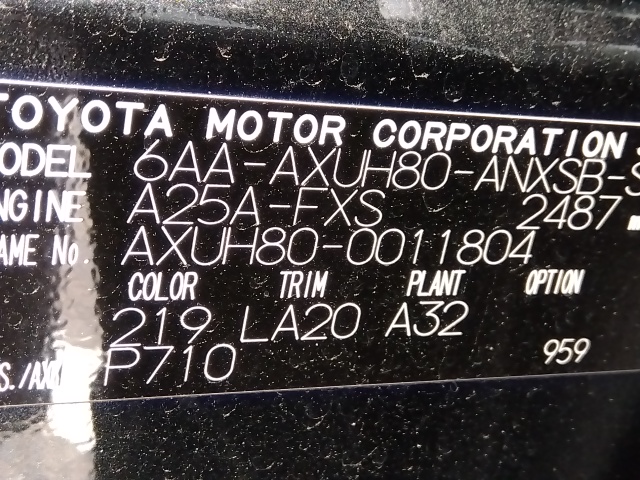 TOYOTA MOTOR CORPORATION
MODEL 6AA-AXUH80-ANXSB-S
ENGINE A25A-FXS 2487
AME No. AXUH80-0011804
COLOR TRIM PLANT OPTION
219 LA20 A32
S./AX P710 959